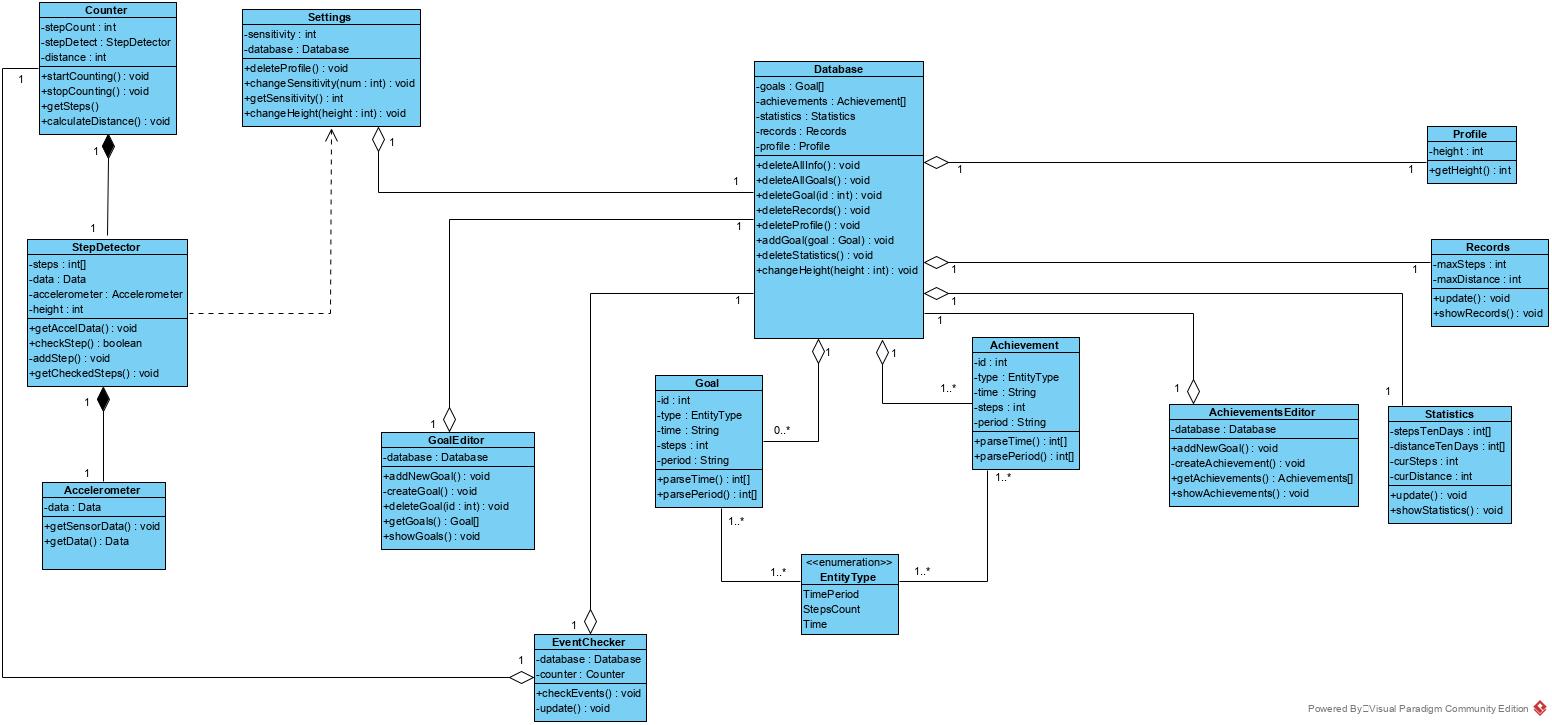 Counter
-stepCount : int
-stepDetect : StepDetector
-distance : int
+startCounting() : void
+stopCounting() : void
+getSteps()
+calculateDistance() : void
1
1
1
Settings
-sensitivity : int
-database : Database
+deleteProfile() : void
+changeSensitivity(num : int) : void
+getSensitivity() : int
+changeHeight(height : int) : void
1
1
Database
-goals : Goal[]
-achievements : Achievement[]
-statistics : Statistics
-records : Records
-profile : Profile
+deleteAllInfo() : void
+deleteAllGoals() : void
+deleteGoal(id : int) : void
+deleteRecords() : void
+deleteProfile() : void
+addGoal(goal : Goal) : void
+deleteStatistics() : void
+changeHeight(height : int) : void
1
1
1
1
1
1
1
1
Profile
-height : int
+getHeight() : int
1
Records
-maxSteps : int
-maxDistance : int
+update() : void
+showRecords() : void
1
StepDetector
-steps : int[]
-data : Data
-accelerometer : Accelerometer
-height : int
+getAccelData() : void
+checkStep() : boolean
-addStep() : void
+getCheckedSteps() : void
1
1
Accelerometer
-data : Data
+getSensorData() : void
+getData() : Data
1
GoalEditor
-database : Database
+addNewGoal() : void
-createGoal() : void
+deleteGoal(id : int) : void
+getGoals() : Goal[]
+showGoals() : void
Goal
-id : int
-type : EntityType
-time : String
-steps : int
-period : String
+parseTime() : int[]
+parsePeriod() : int[]
0..*
1..*
1..*
Achievement
-id : int
-type : EntityType
-time : String
-steps : int
-period : String
+parseTime() : int[]
+parsePeriod() : int[]
1..*
1..*
1..*
1
AchievementsEditor
-database : Database
+addNewGoal() : void
-createAchievement() : void
+getAchievements() : Achievements[]
+showAchievements() : void
1
Statistics
-stepsTenDays : int[]
-distanceTenDays : int[]
-curSteps : int
-curDistance : int
+update() : void
+showStatistics() : void
<<enumeration>>
EntityType
TimePeriod
StepsCount
Time
1
1
EventChecker
-database : Database
-counter : Counter
+checkEvents() : void
-update() : void
Powered By Visual Paradigm Community Edition